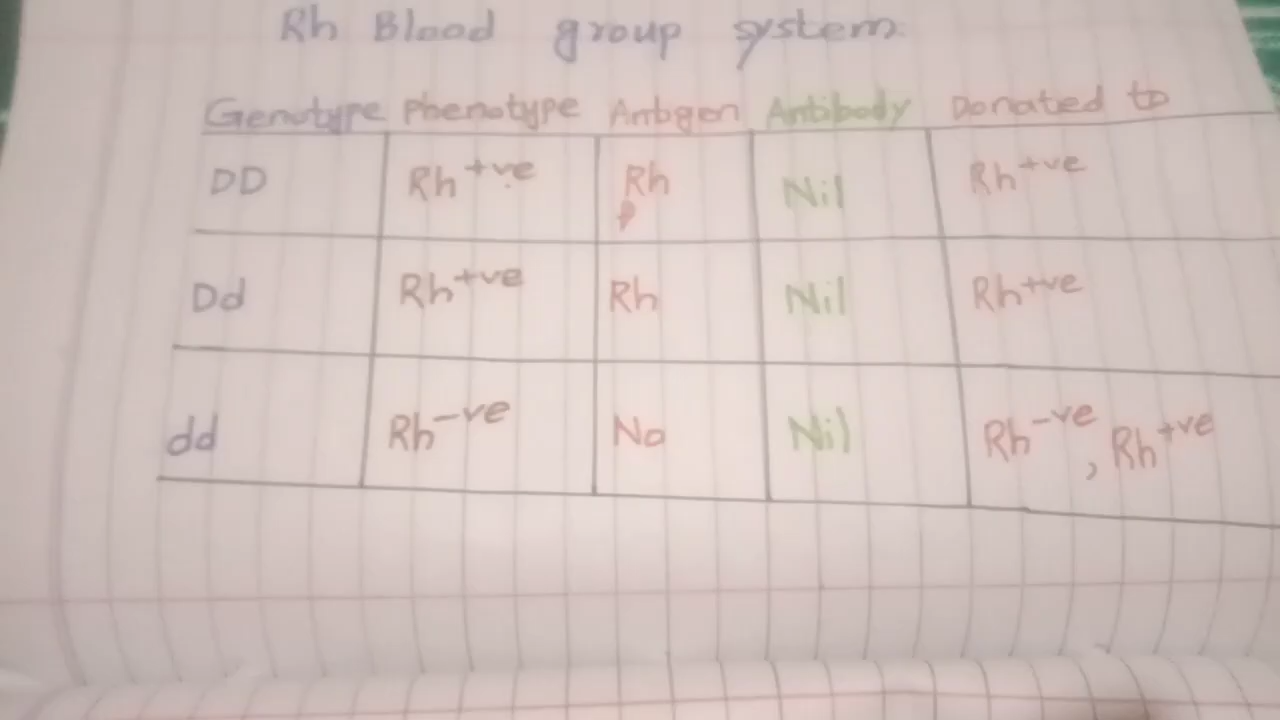 Rh Blood group system
Genotype Phenotype Antigen Antibody Donated to
DD Rh+ve Rh Nil Rh+ve
Dd Rh+ve Rh Nil Rh+ve
dd Rh-ve No Nil Rh-ve, Rh+ve